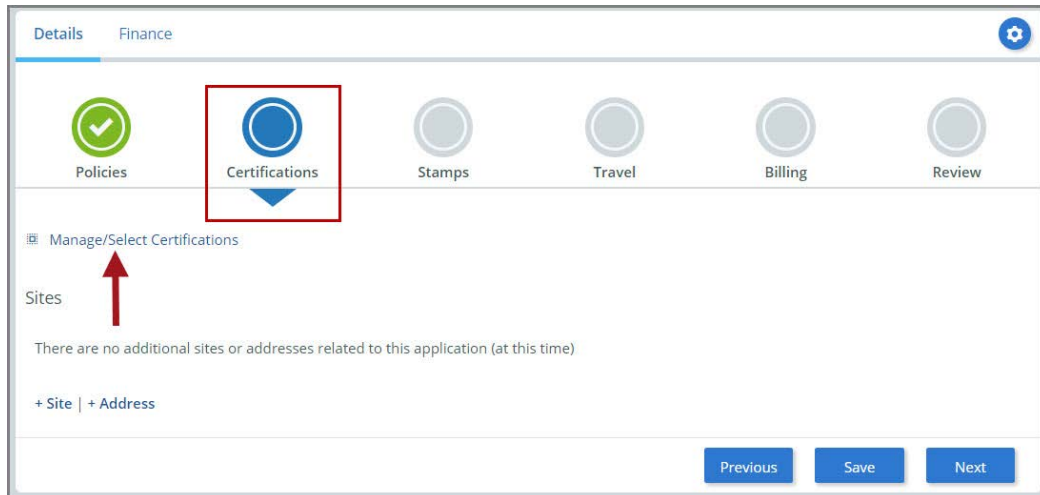 Details Finance
Policies Certifications Stamps Travel Billing Review
Manage/Select Certifications
Sites
There are no additional sites or addresses related to this application (at this time)
+ Site | + Address
Previous Save Next